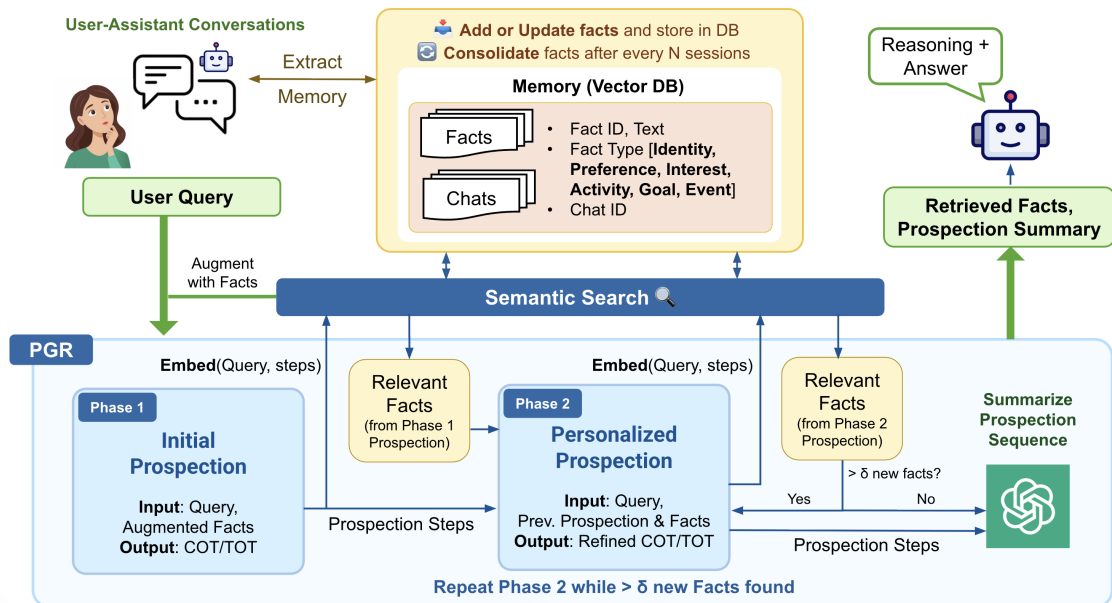 User-Assistant Conversations
Extract
Memory
Add or Update facts and store in DB
Consolidate facts after every N sessions
Memory (Vector DB)
Facts
Chats
• Fact ID, Text
• Fact Type [Identity,
Preference, Interest,
Activity, Goal, Event]
• Chat ID
Reasoning +
Answer
User Query
Retrieved Facts,
Prospection Summary
Augment
with Facts
Semantic Search
PGR
Embed(Query, steps)
Phase 1
Initial
Prospection
Input: Query,
Augmented Facts
Output: COT/TOT
Relevant
Facts
(from Phase 1
Prospection)
Prospection Steps
Embed(Query, steps)
Phase 2
Personalized
Prospection
Input: Query,
Prev. Prospection & Facts
Output: Refined COT/TOT
Relevant
Facts
(from Phase 2
Prospection)
> δ new facts?
Yes
No
Prospection Steps
Summarize
Prospection
Sequence
Repeat Phase 2 while > δ new Facts found